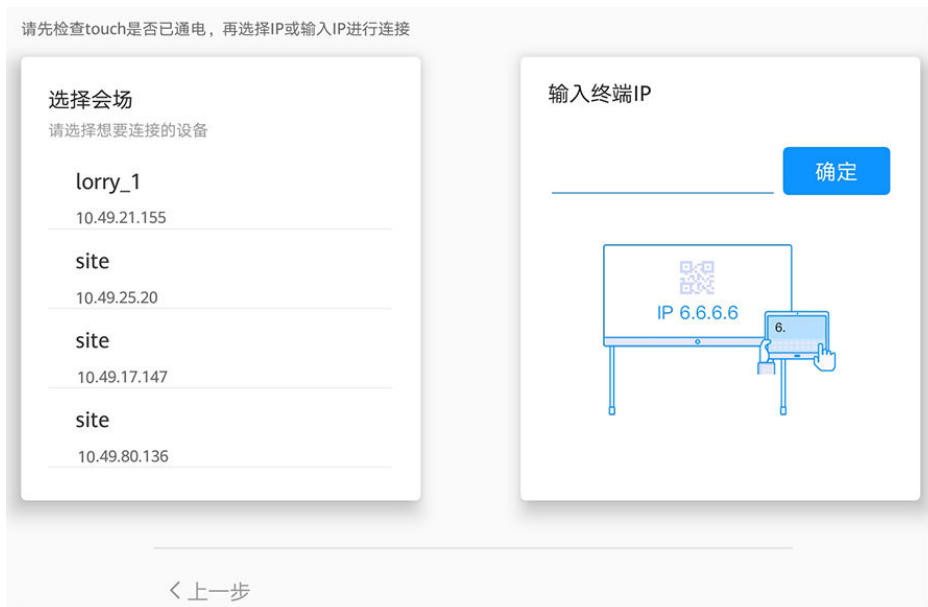 请先检查touch是否已通电，再选择IP或输入IP进行连接
选择会场
请选择想要连接的设备
lorry_1
10.49.21.155
site
10.49.25.20
site
10.49.17.147
site
10.49.80.136
输入终端IP
确定
IP 6.6.6.6
6.
上一步